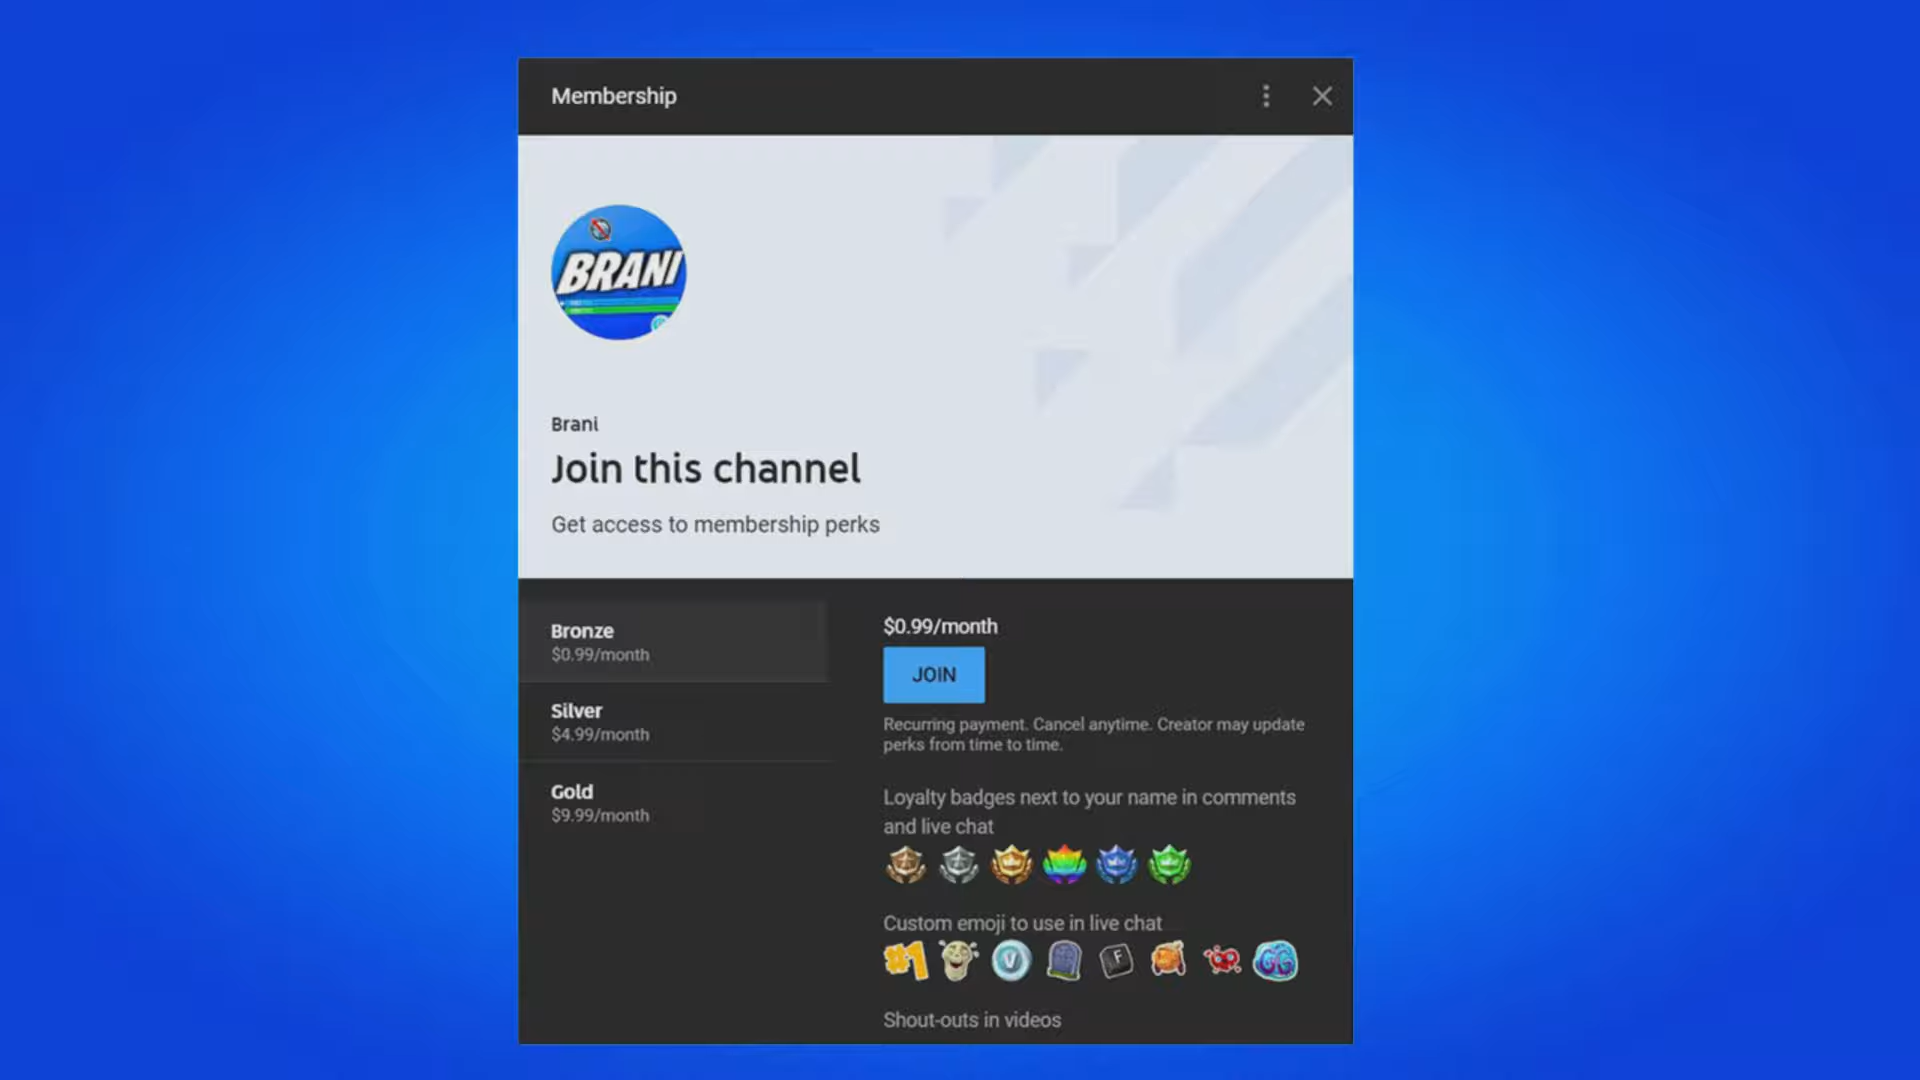 Membership
BRANI
Brani
Join this channel
Get access to membership perks
Bronze
$0.99/month
Silver
$4.99/month
Gold
$9.99/month
$0.99/month
JOIN
Recurring payment. Cancel anytime. Creator may update
perks from time to time.
Loyalty badges next to your name in comments
and live chat
Custom emoji to use in live chat
#1 V F GG
Shout-outs in videos